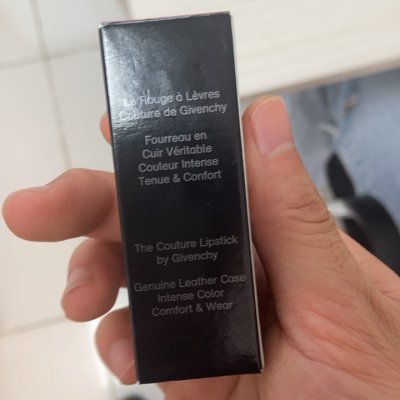 Le Rouge à Lèvres
Couture de Givenchy
Fourreau en
Cuir Véritable
Couleur Intense
Tenue & Confort
The Couture Lipstick
by Givenchy
Genuine Leather Case
Intense Color
Comfort & Wear